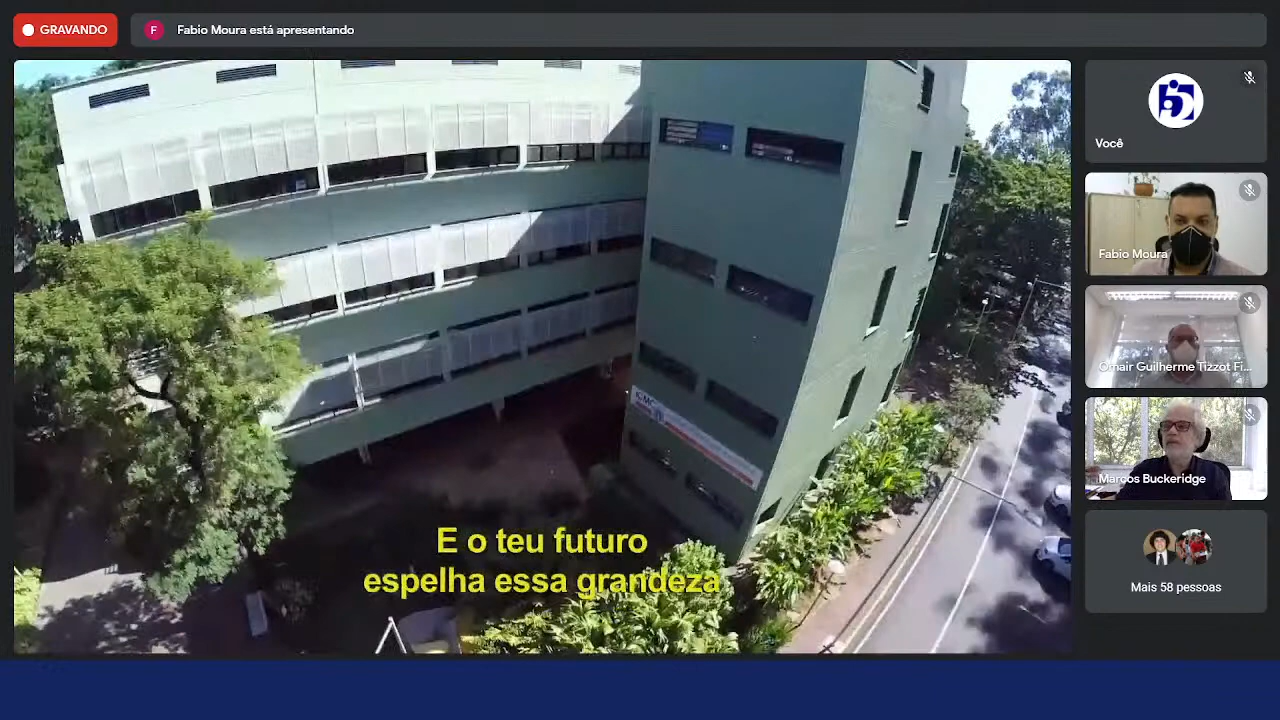 GRAVANDO
F
Fabio Moura está apresentando
Você
Fabio Moura
Omair Guilherme Tizzot Fi...
Marcos Buckeridge
Mais 58 pessoas
E o teu futuro
espelha essa grandeza